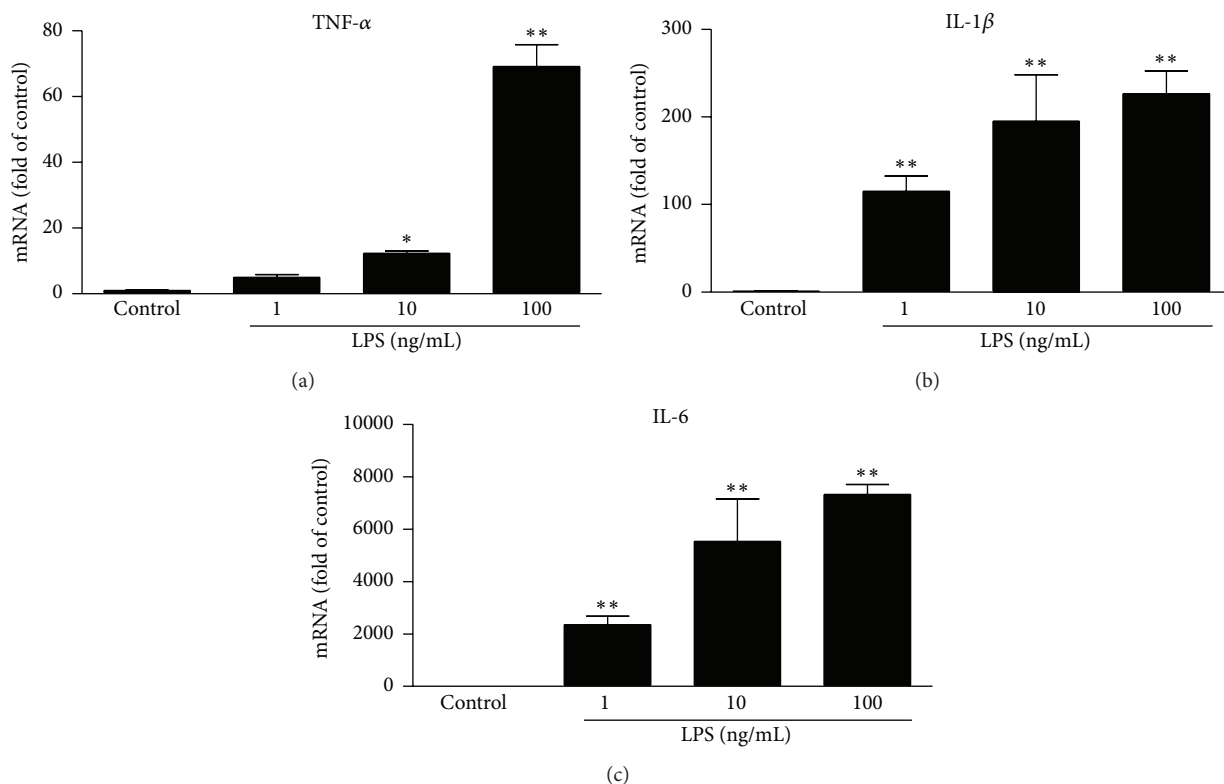 TNF-α
mRNA (fold of control)
80
60
40
20
0
*
**
Control
1
10
100
LPS (ng/mL)
(a)
IL-1β
mRNA (fold of control)
300
200
100
0
**
**
**
Control
1
10
100
LPS (ng/mL)
(b)
IL-6
mRNA (fold of control)
10000
8000
6000
4000
2000
0
**
**
**
Control
1
10
100
LPS (ng/mL)
(c)